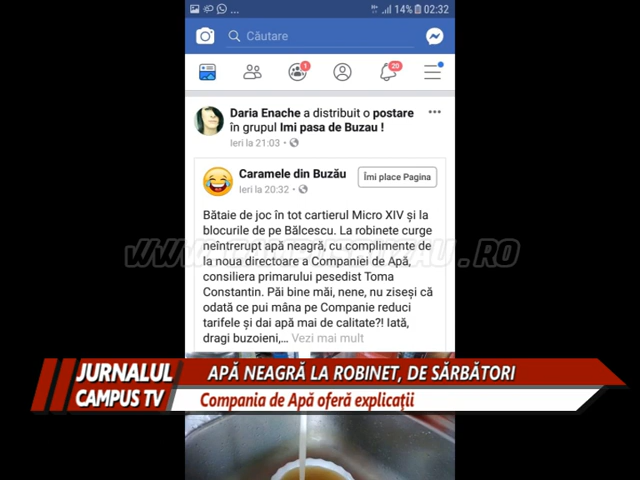 ... 14% 02:32
Căutare
1
20
Daria Enache a distribuit o postare
în grupul Imi pasa de Buzau !
Ieri la 21:03
Caramele din Buzău
Ieri la 20:32
Îmi place Pagina
Bătaie de joc în tot cartierul Micro XIV și la
blocurile de pe Bălcescu. La robinete curge
neîntrerupt apă neagră, cu complimente de
la noua directoare a Companiei de Apă,
consiliera primarului pesedist Toma
Constantin. Păi bine măi, nene, nu ziseși că
odată ce pui mâna pe Companie reduci
tarifele și dai apă mai de calitate?! Iată,
dragi buzoieni,... Vezi mai mult
JURNALUL
CAMPUS TV
APĂ NEAGRĂ LA ROBINET, DE SĂRBĂTORI
Compania de Apă oferă explicații